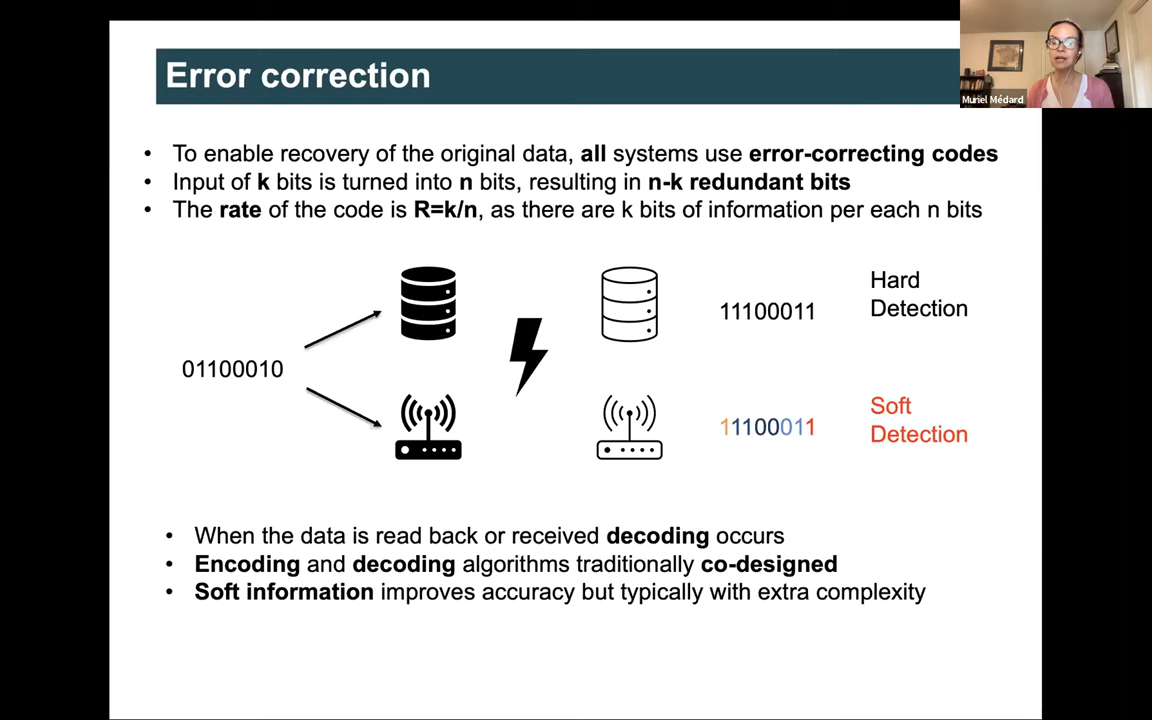 Error correction
Muriel Médard
• To enable recovery of the original data, all systems use error-correcting codes
• Input of k bits is turned into n bits, resulting in n-k redundant bits
• The rate of the code is R=k/n, as there are k bits of information per each n bits
01100010
11100011
Hard
Detection
11100011
Soft
Detection
• When the data is read back or received decoding occurs
• Encoding and decoding algorithms traditionally co-designed
• Soft information improves accuracy but typically with extra complexity